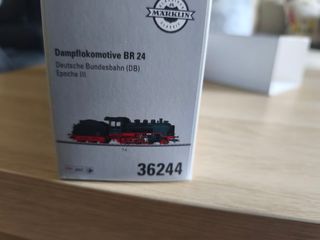 MÄRKLIN
Dampflokomotive BR 24
Deutsche Bundesbahn (DB)
Epoche III
36244